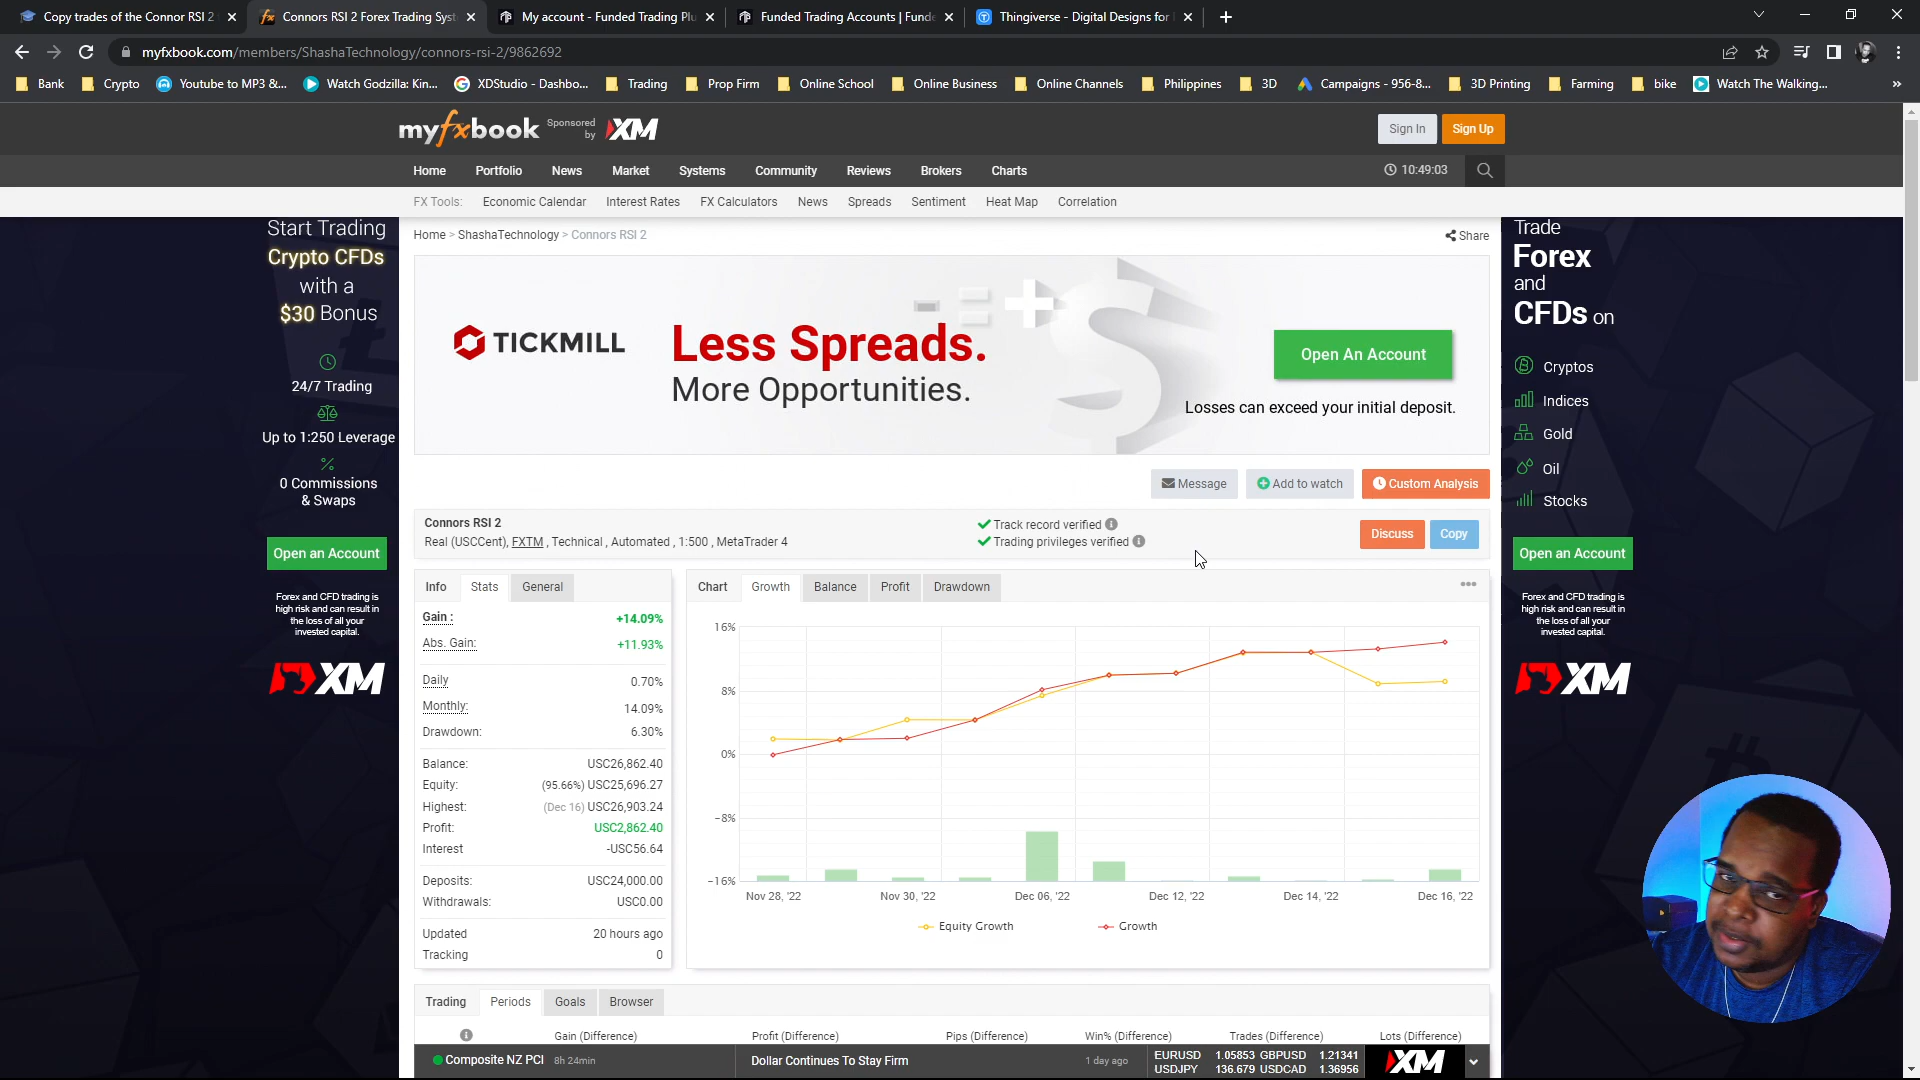 Copy trades of the Connor RSI 2
Connors RSI 2 Forex Trading Syst
My account - Funded Trading Plu
Funded Trading Accounts | Funde
Thingiverse - Digital Designs for
myfxbook.com/members/ShashaTechnology/connors-rsi-2/9862692
Bank
Crypto
Youtube to MP3 &...
Watch Godzilla: Kin...
XDStudio - Dashbo...
Trading
Prop Firm
Online School
Online Business
Online Channels
Philippines
3D
Campaigns - 956-8...
3D Printing
Farming
bike
Watch The Walking...
myfxbook Sponsored by XM
Sign In
Sign Up
Home Portfolio News Market Systems Community Reviews Brokers Charts
10:49:03
FX Tools: Economic Calendar Interest Rates FX Calculators News Spreads Sentiment Heat Map Correlation
Start Trading
Crypto CFDs
with a
$30 Bonus
24/7 Trading
Up to 1:250 Leverage
0 Commissions
& Swaps
Open an Account
Forex and CFD trading is
high risk and can result in
the loss of all your
invested capital.
XM
Home > ShashaTechnology > Connors RSI 2
Share
TICKMILL
Less Spreads.
More Opportunities.
Open An Account
Losses can exceed your initial deposit.
Message
Add to watch
Custom Analysis
Connors RSI 2
Real (USCCent), FXTM , Technical , Automated , 1:500 , MetaTrader 4
Track record verified
Trading privileges verified
Discuss
Copy
Info Stats General
Gain : +14.09%
Abs. Gain: +11.93%
Daily 0.70%
Monthly: 14.09%
Drawdown: 6.30%
Balance: USC26,862.40
Equity: (95.66%) USC25,696.27
Highest: (Dec 16) USC26,903.24
Profit: USC2,862.40
Interest -USC56.64
Deposits: USC24,000.00
Withdrawals: USC0.00
Updated 20 hours ago
Tracking 0
Chart Growth Balance Profit Drawdown
16%
8%
0%
-8%
-16%
Nov 28, '22 Nov 30, '22 Dec 06, '22 Dec 12, '22 Dec 14, '22 Dec 16, '22
Equity Growth Growth
Trading Periods Goals Browser
Gain (Difference) Profit (Difference) Pips (Difference) Win% (Difference) Trades (Difference) Lots (Difference)
Composite NZ PCI 8h 24min
Dollar Continues To Stay Firm 1 day ago
EURUSD 1.05853 GBPUSD 1.21341
USDJPY 136.679 USDCAD 1.36956
XM
Trade
Forex
and
CFDs on
Cryptos
Indices
Gold
Oil
Stocks
Open an Account
Forex and CFD trading is
high risk and can result in
the loss of all your
invested capital.
XM